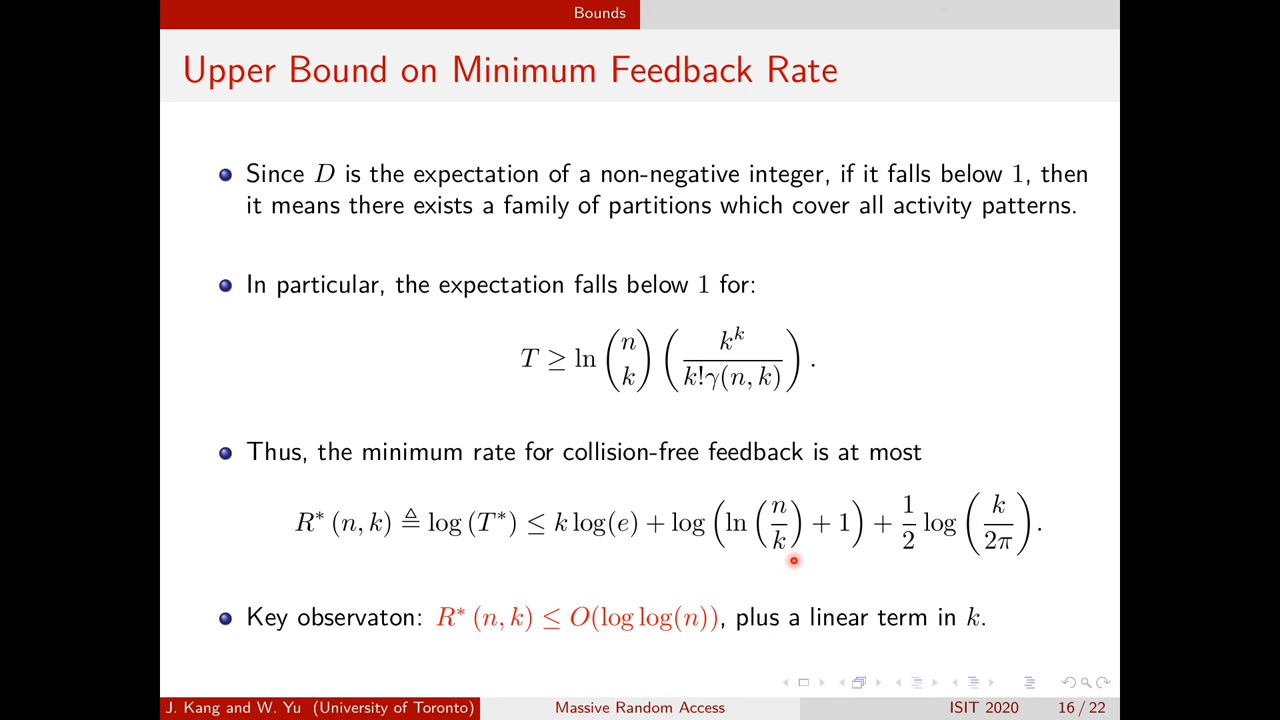 Bounds
Upper Bound on Minimum Feedback Rate
Since D is the expectation of a non-negative integer, if it falls below 1, then
it means there exists a family of partitions which cover all activity patterns.
In particular, the expectation falls below 1 for:
T ≥ ln (n k) (k^k / k!γ(n, k)).
Thus, the minimum rate for collision-free feedback is at most
R* (n, k) ≜ log (T*) ≤ k log(e) + log (ln (n/k) + 1) + 1/2 log (k/2π).
Key observaton: R* (n, k) ≤ O(log log(n)), plus a linear term in k.
J. Kang and W. Yu (University of Toronto) Massive Random Access ISIT 2020 16 / 22